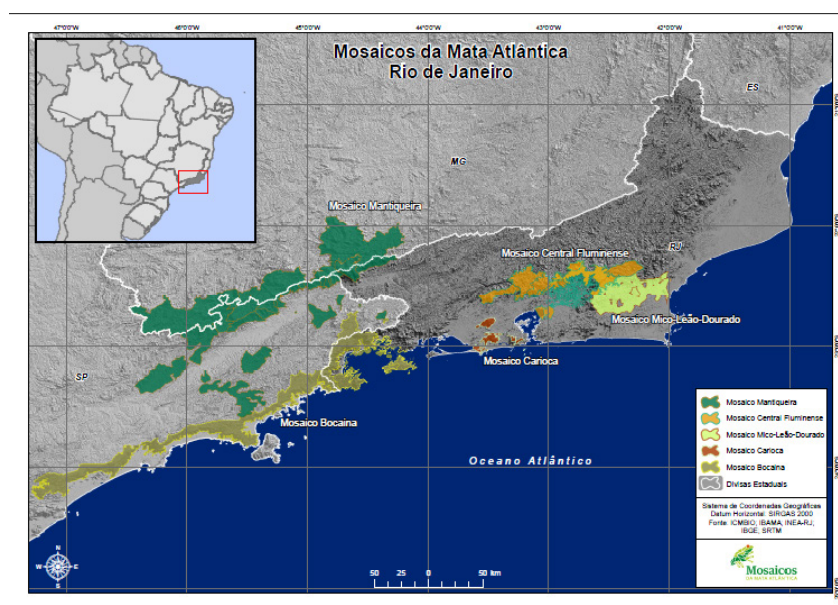 47°0'0"W 46°0'0"W 45°0'0"W 44°0'0"W 43°0'0"W 42°0'0"W 41°0'0"W
Mosaicos da Mata Atlântica
Rio de Janeiro
ES
MG
Mosaico Mantiqueira
RJ
Mosaico Central Fluminense
Mosaico Mico-Leão-Dourado
Mosaico Carioca
SP
Mosaico Bocaina
Oceano Atlântico
Mosaico Mantiqueira
Mosaico Central Fluminense
Mosaico Mico-Leão-Dourado
Mosaico Carioca
Mosaico Bocaina
Divisas Estaduais
Sistema de Coordenadas Geográficas
Datum Horizontal: SIRGAS 2000
Fonte: ICMBIO; IBAMA; INEA-RJ;
IBGE; SRTM
N
W E
S
50 25 0 50 km
Mosaicos
DA MATA ATLÂNTICA